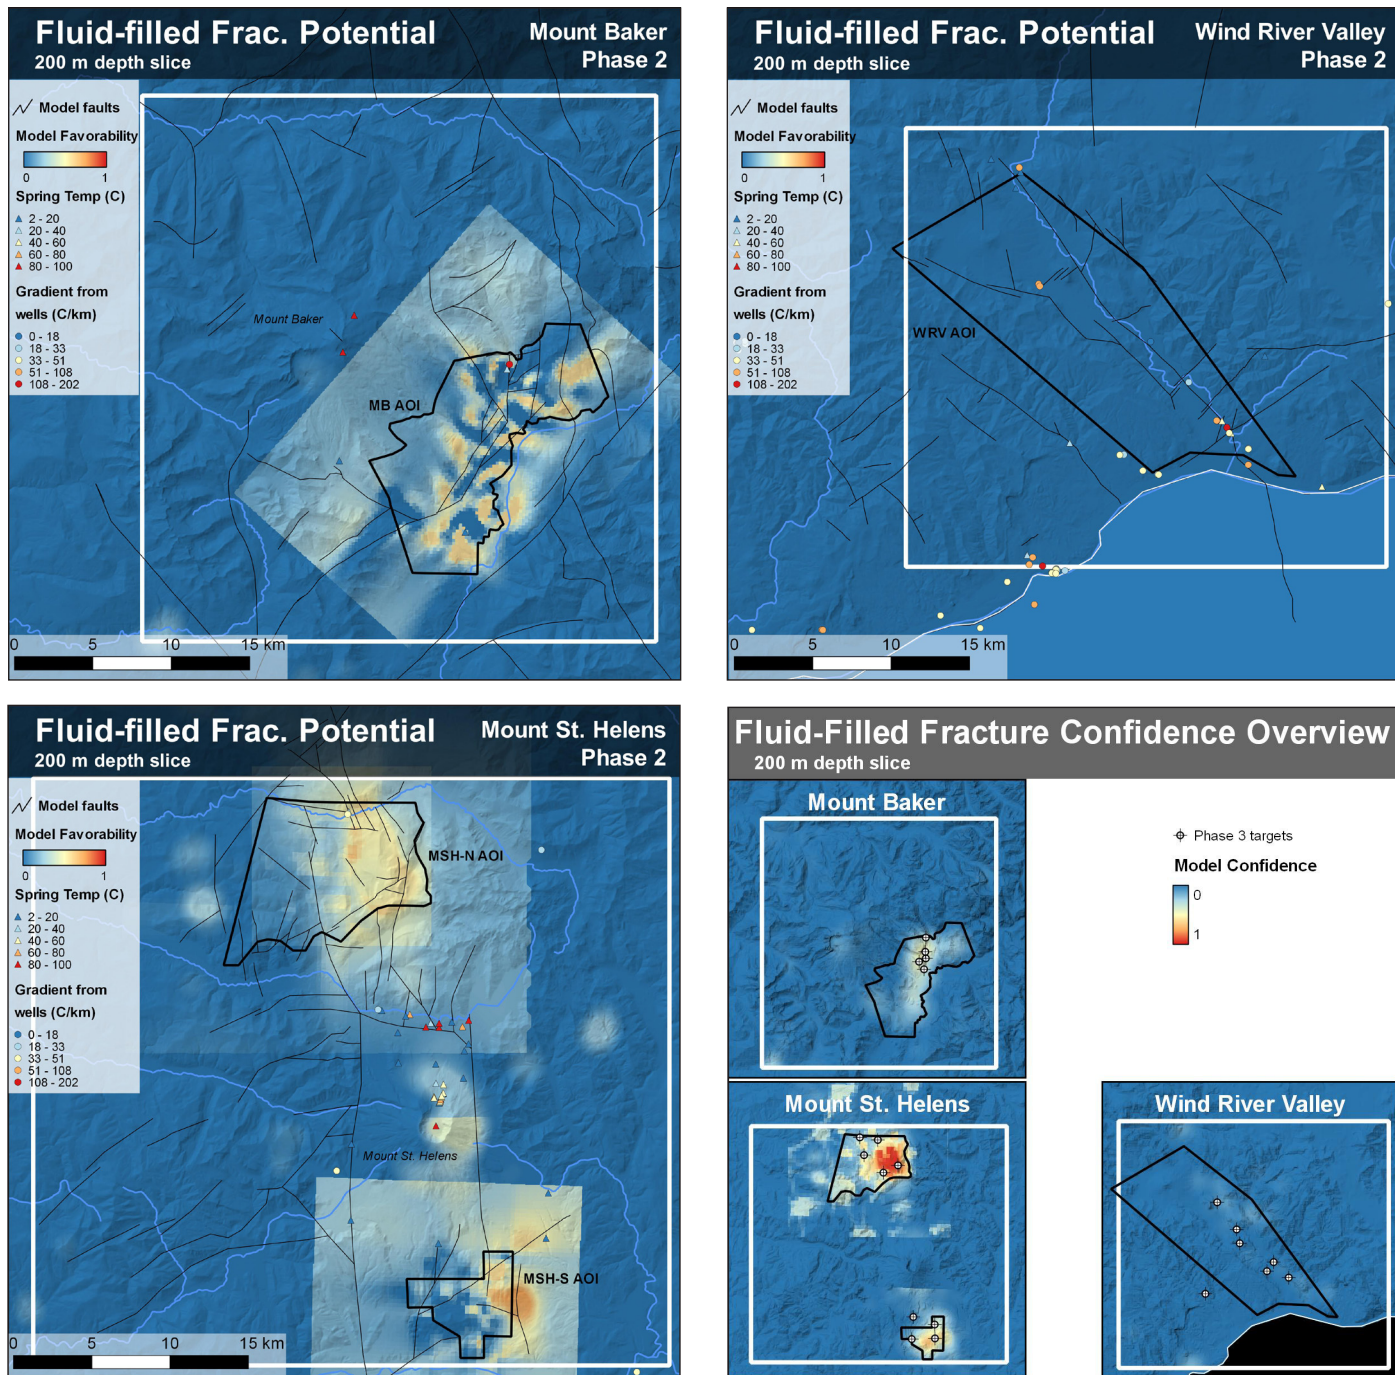 Fluid-filled Frac. Potential
200 m depth slice
Mount Baker
Phase 2
Model faults
Model Favorability
0 1
Spring Temp (C)
2 - 20
20 - 40
40 - 60
60 - 80
80 - 100
Gradient from
wells (C/km)
0 - 18
18 - 33
33 - 51
51 - 108
108 - 202
Mount Baker
MB AOI
0 5 10 15 km
Fluid-filled Frac. Potential
200 m depth slice
Wind River Valley
Phase 2
Model faults
Model Favorability
0 1
Spring Temp (C)
2 - 20
20 - 40
40 - 60
60 - 80
80 - 100
Gradient from
wells (C/km)
0 - 18
18 - 33
33 - 51
51 - 108
108 - 202
WRV AOI
0 5 10 15 km
Fluid-filled Frac. Potential
200 m depth slice
Mount St. Helens
Phase 2
Model faults
Model Favorability
0 1
Spring Temp (C)
2 - 20
20 - 40
40 - 60
60 - 80
80 - 100
Gradient from
wells (C/km)
0 - 18
18 - 33
33 - 51
51 - 108
108 - 202
MSH-N AOI
Mount St. Helens
MSH-S AOI
0 5 10 15 km
Fluid-Filled Fracture Confidence Overview
200 m depth slice
Mount Baker
Phase 3 targets
Model Confidence
0
1
Mount St. Helens
Wind River Valley